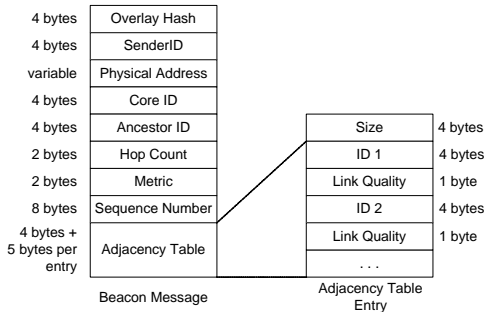 4 bytes Overlay Hash
4 bytes SenderID
variable Physical Address
4 bytes Core ID
4 bytes Ancestor ID
2 bytes Hop Count
2 bytes Metric
8 bytes Sequence Number
4 bytes +
5 bytes per
entry
Adjacency Table
Beacon Message
Size 4 bytes
ID 1 4 bytes
Link Quality 1 byte
ID 2 4 bytes
Link Quality 1 byte
. . .
Adjacency Table
Entry